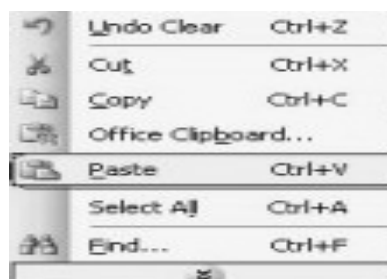 Undo Clear Ctrl+Z
Cut Ctrl+X
Copy Ctrl+C
Office Clipboard...
Paste Ctrl+V
Select All Ctrl+A
Find... Ctrl+F